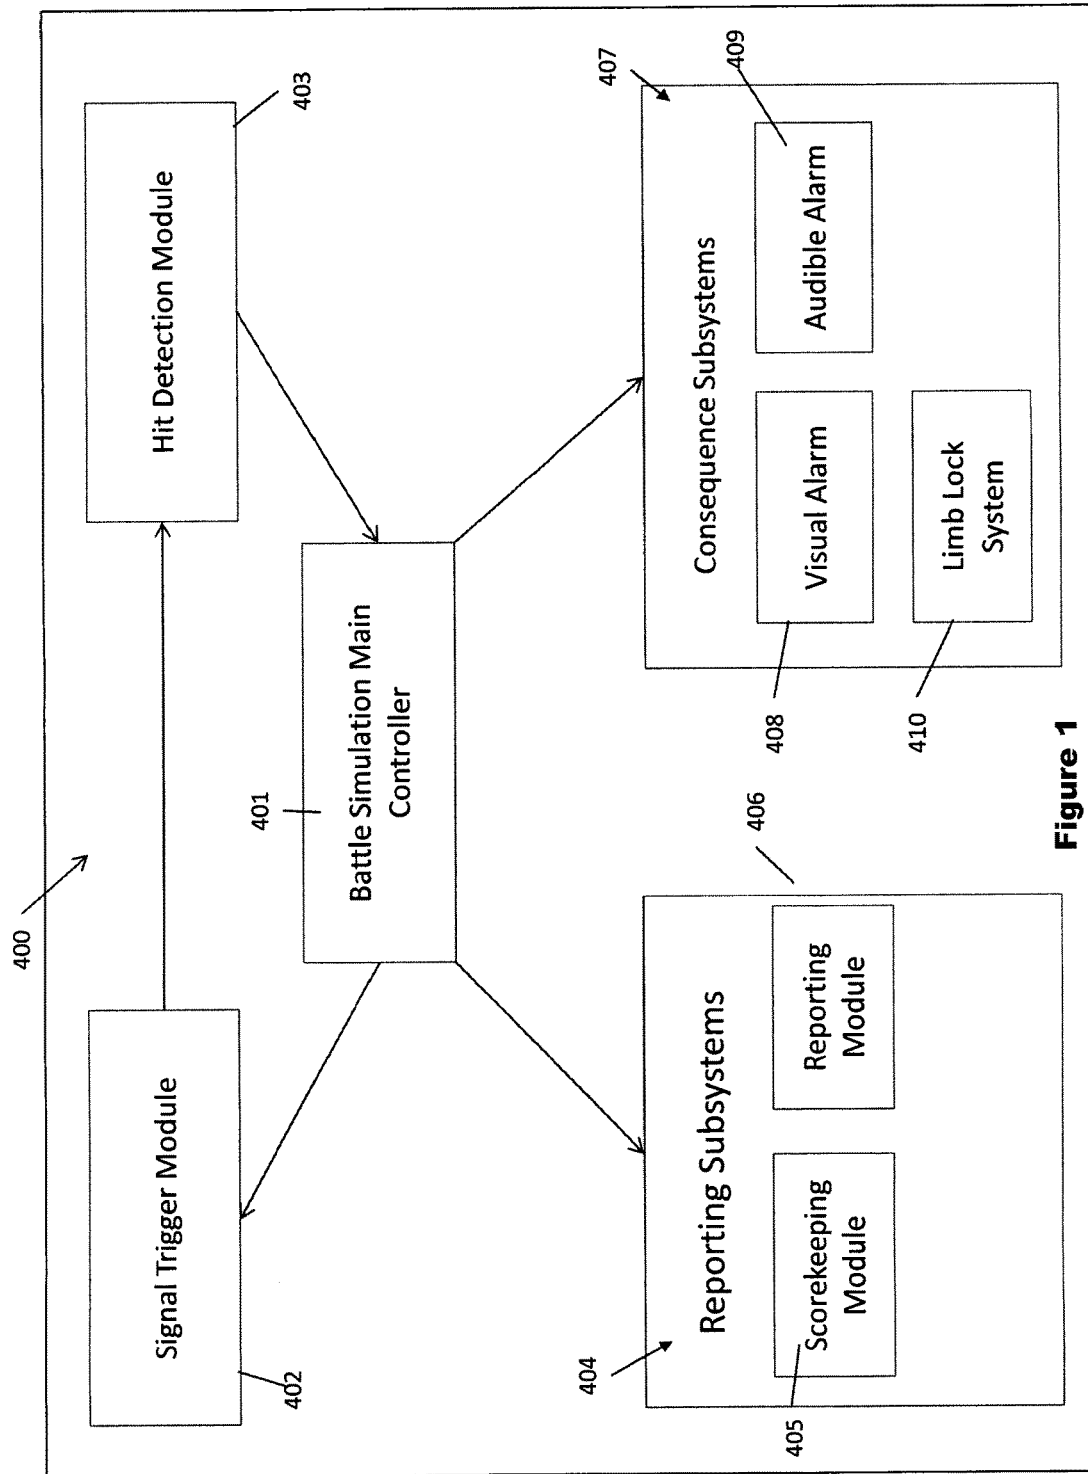 400
Signal Trigger Module
402
Hit Detection Module
403
401
Battle Simulation Main
Controller
404
Reporting Subsystems
406
Scorekeeping
Module
405
Reporting
Module
407
Consequence Subsystems
409
Visual Alarm
408
Audible Alarm
Limb Lock
System
410
Figure 1